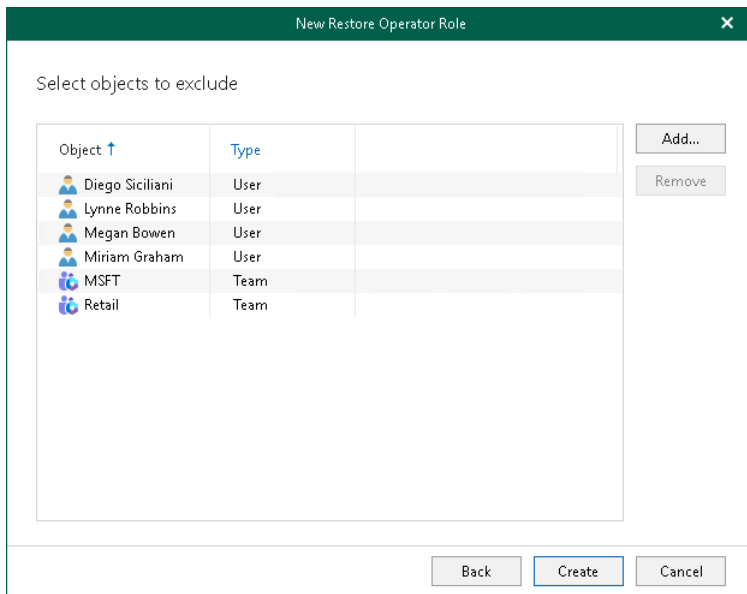 New Restore Operator Role
Select objects to exclude
Object Type
Diego Siciliani User
Lynne Robbins User
Megan Bowen User
Miriam Graham User
MSFT Team
Retail Team
Add...
Remove
Back Create Cancel